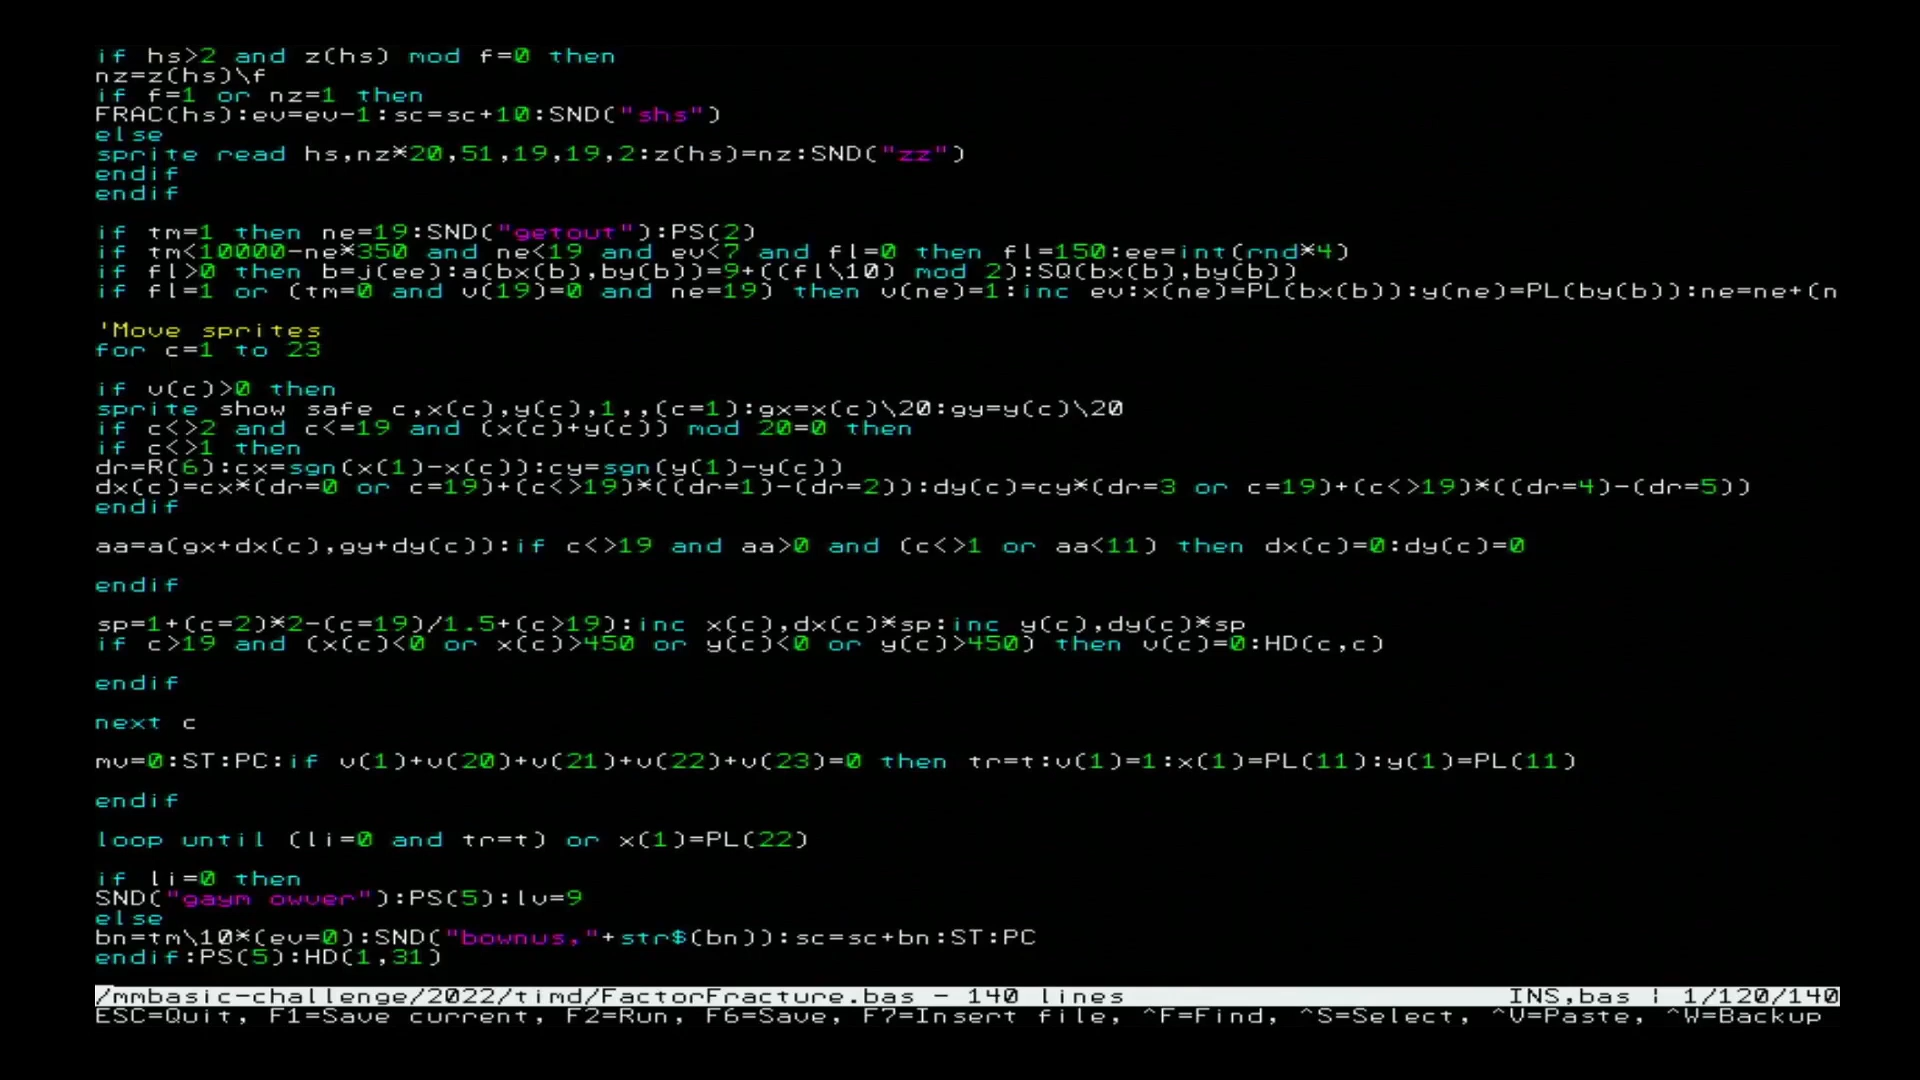 if hs>2 and z(hs) mod f=0 then
nz=z(hs)\f
if f=1 or nz=1 then
FRAC(hs):ev=ev-1:sc=sc+10:SND("shs")
else
sprite read hs,nz*20,51,19,19,2:z(hs)=nz:SND("zz")
endif
endif
if tm=1 then ne=19:SND("getout"):PS(2)
if tm<10000-ne*350 and ne<19 and ev<7 and fl=0 then fl=150:ee=int(rnd*4)
if fl>0 then b=j(ee):a(bx(b),by(b))=9+((fl\10) mod 2):SQ(bx(b),by(b))
if fl=1 or (tm=0 and v(19)=0 and ne=19) then v(ne)=1:inc ev:x(ne)=PL(bx(b)):y(ne)=PL(by(b)):ne=ne+(n
'Move sprites
for c=1 to 23
if v(c)>0 then
sprite show safe c,x(c),y(c),1,,(c=1):gx=x(c)\20:gy=y(c)\20
if c<>2 and c<=19 and (x(c)+y(c)) mod 20=0 then
if c<>1 then
dr=R(6):cx=sgn(x(1)-x(c)):cy=sgn(y(1)-y(c))
dx(c)=cx*(dr=0 or c=19)+(c<>19)*((dr=1)-(dr=2)):dy(c)=cy*(dr=3 or c=19)+(c<>19)*((dr=4)-(dr=5))
endif
aa=a(gx+dx(c),gy+dy(c)):if c<>19 and aa>0 and (c<>1 or aa<11) then dx(c)=0:dy(c)=0
endif
sp=1+(c=2)*2-(c=19)/1.5+(c>19):inc x(c),dx(c)*sp:inc y(c),dy(c)*sp
if c>19 and (x(c)<0 or x(c)>450 or y(c)<0 or y(c)>450) then v(c)=0:HD(c,c)
endif
next c
mv=0:ST:PC:if v(1)+v(20)+v(21)+v(22)+v(23)=0 then tr=t:v(1)=1:x(1)=PL(11):y(1)=PL(11)
endif
loop until (li=0 and tr=t) or x(1)=PL(22)
if li=0 then
SND("gaym owver"):PS(5):lv=9
else
bn=tm\10*(ev=0):SND("bownus,"+str$(bn)):sc=sc+bn:ST:PC
endif:PS(5):HD(1,31)
/mmbasic-challenge/2022/timd/FactorFracture.bas - 140 lines INS,bas | 1/120/140
ESC=Quit, F1=Save current, F2=Run, F6=Save, F7=Insert file, ^F=Find, ^S=Select, ^V=Paste, ^W=Backup